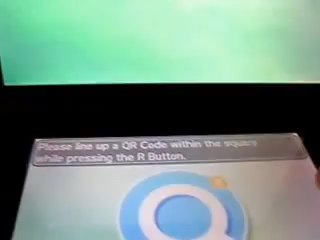 Please line up a QR Code within the square
while pressing the R Button.